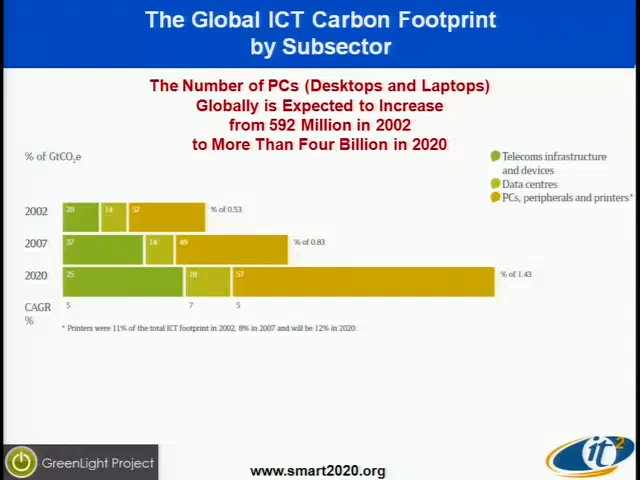 The Global ICT Carbon Footprint
by Subsector
The Number of PCs (Desktops and Laptops)
Globally is Expected to Increase
from 592 Million in 2002
to More Than Four Billion in 2020
% of GtCO₂e
Telecoms infrastructure
and devices
Data centres
PCs, peripherals and printers*
2002 28 14 57 % of 0.53
2007 37 14 49 % of 0.83
2020 25 18 57 % of 1.43
CAGR 5 7 5
%
* Printers were 11% of the total ICT footprint in 2002, 8% in 2007 and will be 12% in 2020.
GreenLight Project
www.smart2020.org
it²